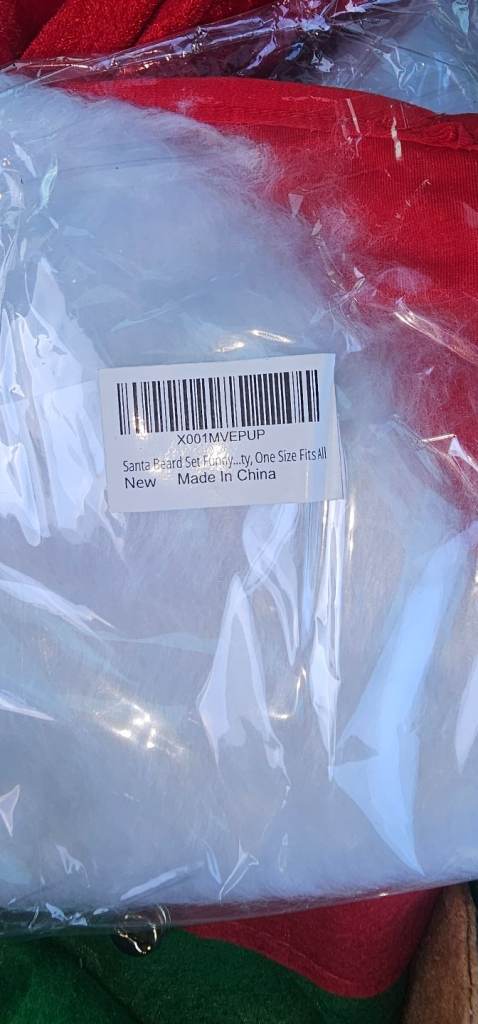 X001MVEPUP
Santa Beard Set Funny...ty, One Size Fits All
New Made In China